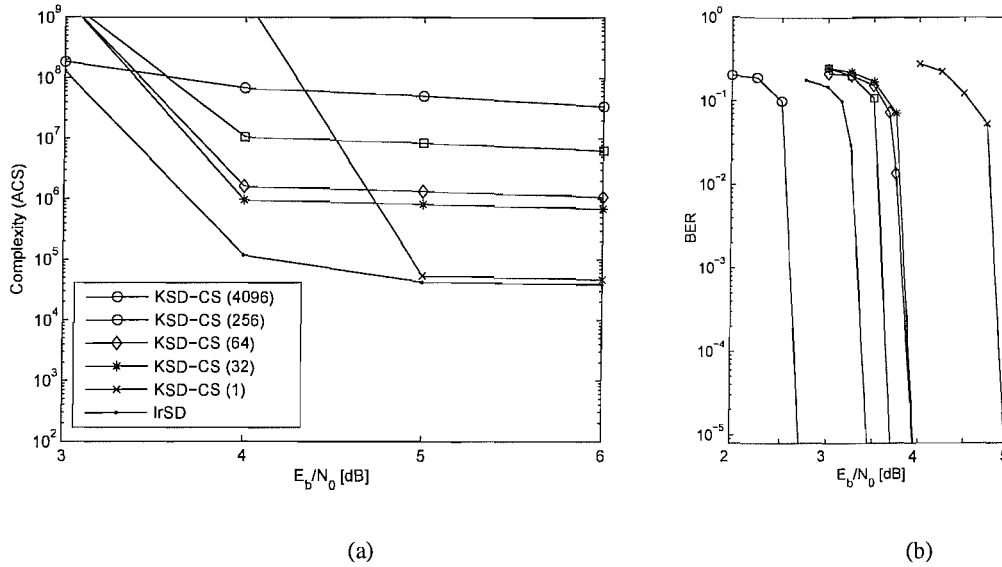 10^9
10^8
10^7
10^6
10^5
10^4
10^3
10^2
Complexity (ACS)
KSD-CS (4096)
KSD-CS (256)
KSD-CS (64)
KSD-CS (32)
KSD-CS (1)
IrSD
3 4 5 6
E_b/N_0 [dB]
(a)
10^0
10^-1
10^-2
10^-3
10^-4
10^-5
BER
2 3 4 5
E_b/N_0 [dB]
(b)